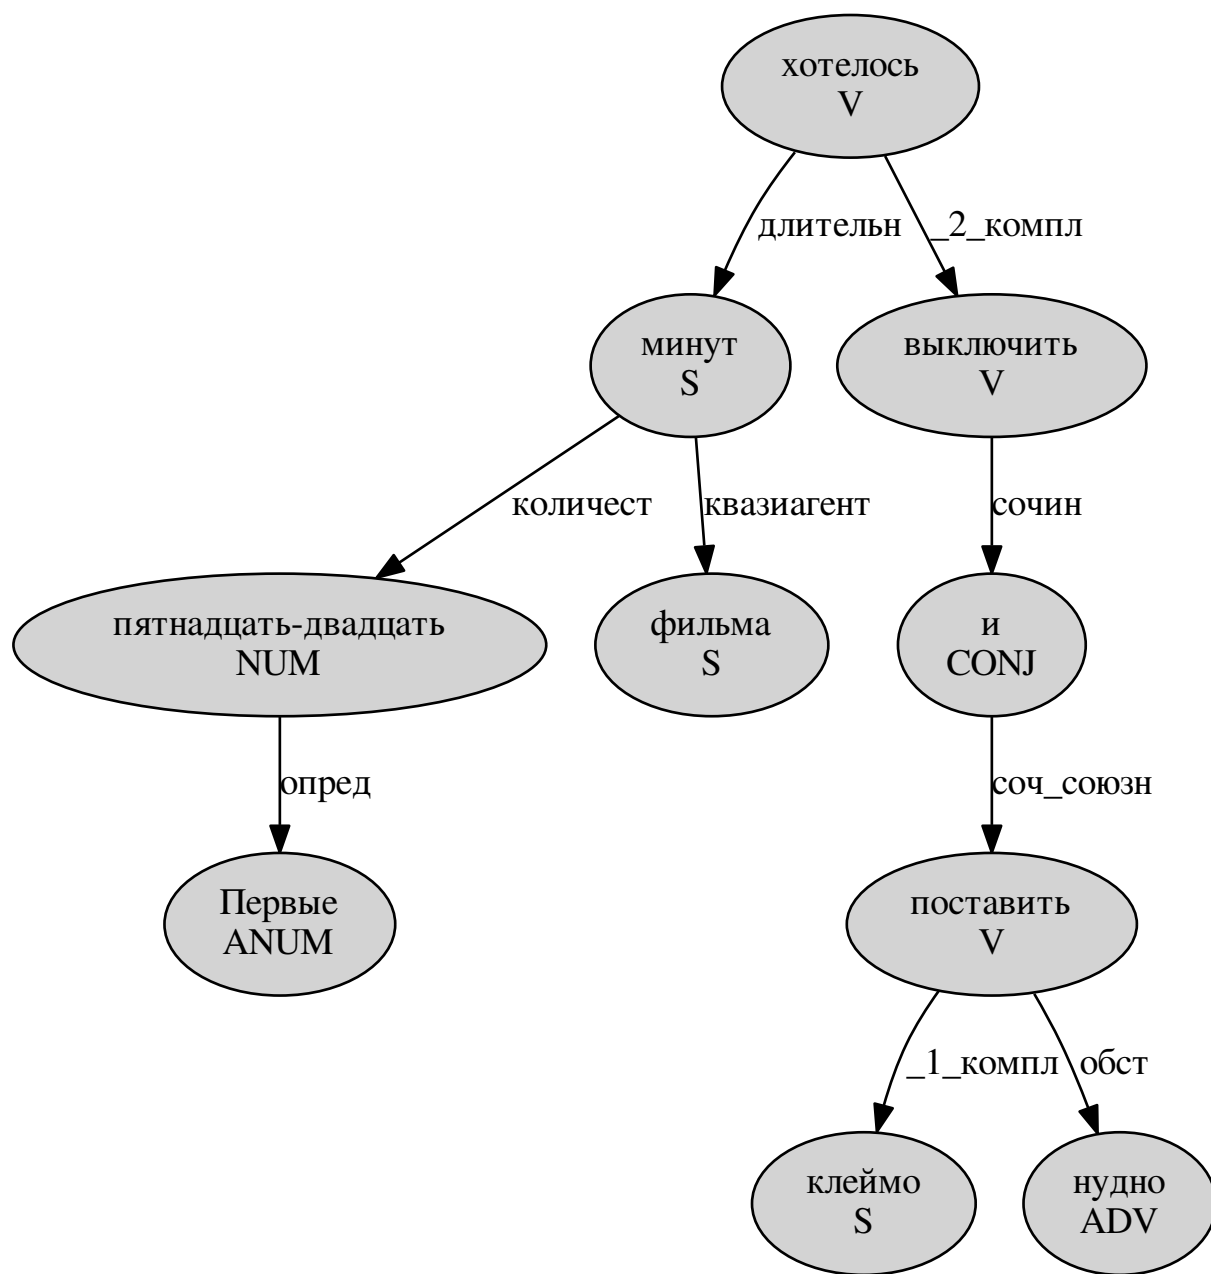 хотелось
V
длительн
_2_компл
минут
S
выключить
V
количест
квазиагент
сочин
пятнадцать-двадцать
NUM
фильма
S
и
CONJ
опред
соч_союзн
Первые
ANUM
поставить
V
_1_компл
обст
клеймо
S
нудно
ADV